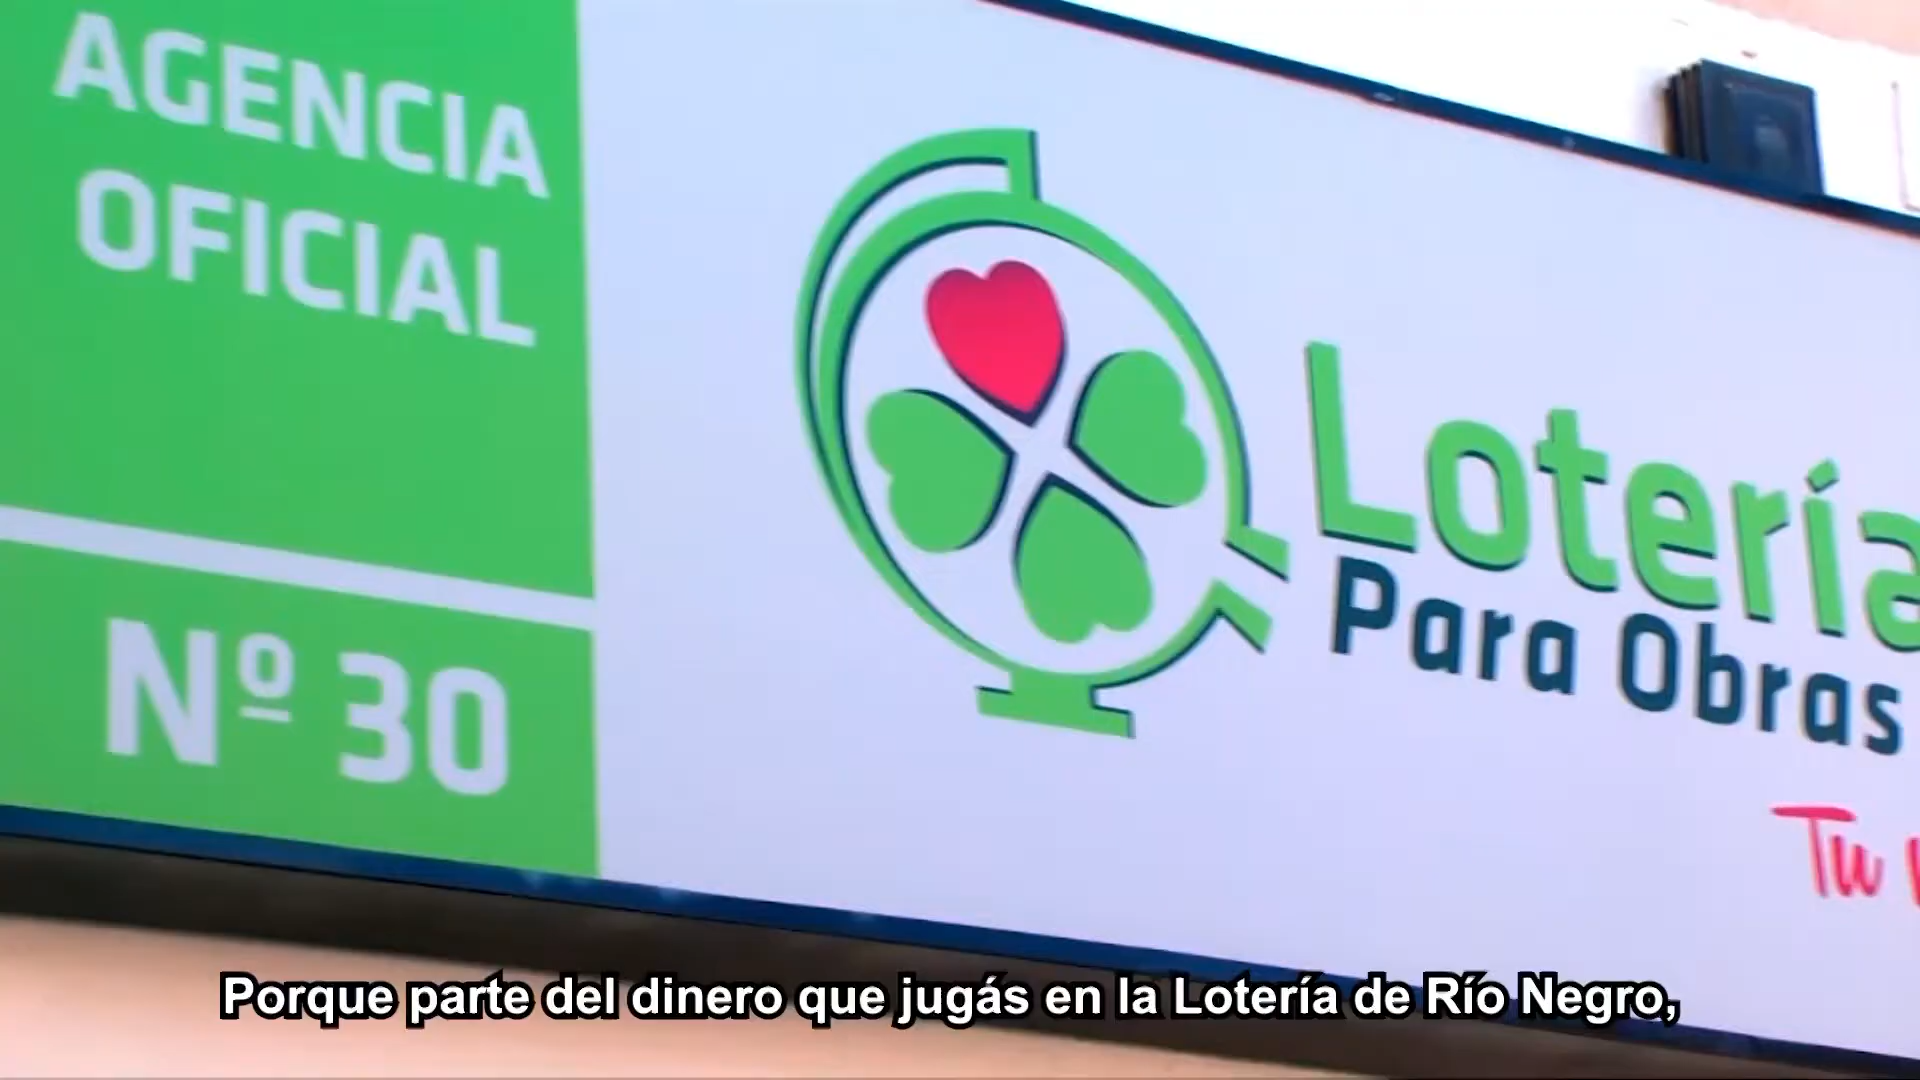 AGENCIA
OFICIAL
Nº 30
Lotería
Para Obras
Tu
Porque parte del dinero que jugás en la Lotería de Río Negro,